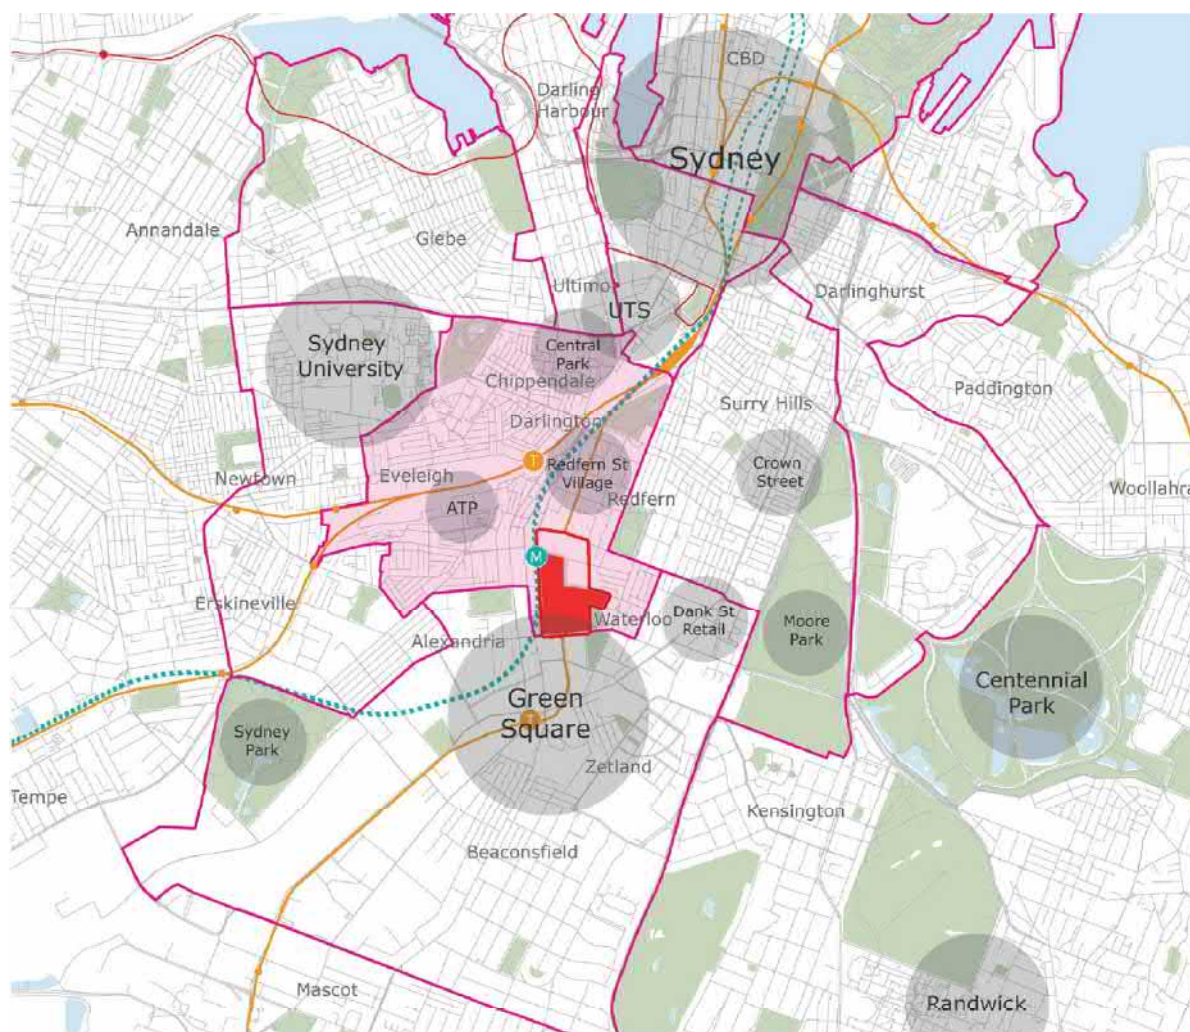 CBD
Darling
Harbour
Sydney
Annandale
Glebe
Ultimo
UTS
Darlinghurst
Sydney
University
Central
Park
Chippendale
Paddington
Darlington
Surry Hills
Newtown
Eveleigh
T
Redfern St
Village
Redfern
Crown
Street
Woollahra
ATP
M
Erskineville
Alexandria
Waterloo
Dank St
Retail
Moore
Park
Centennial
Park
Green
Square
T
Sydney
Park
Zetland
Tempe
Kensington
Beaconsfield
Mascot
Randwick